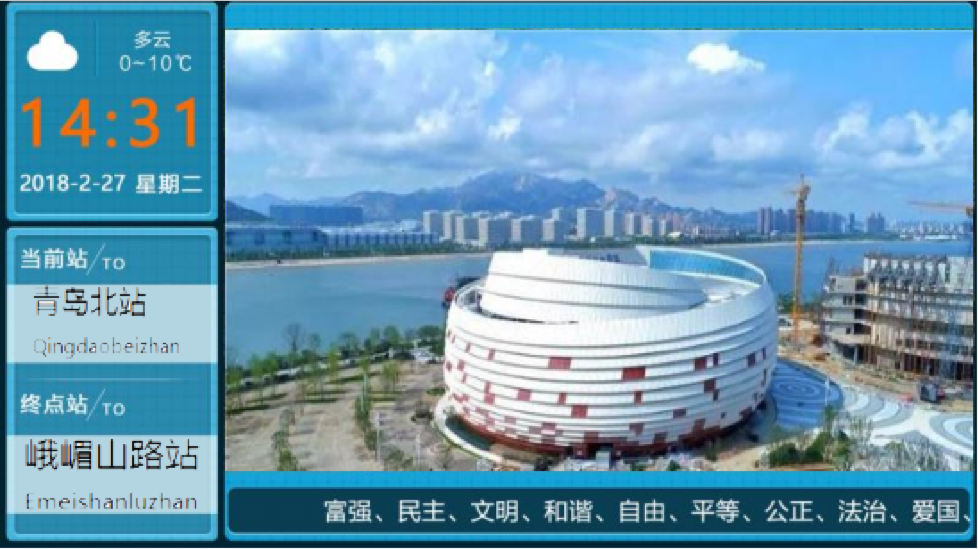 多云
0~10℃
14:31
2018-2-27 星期二
当前站/TO
青岛北站
Qingdaobeizhan
终点站/TO
峨嵋山路站
Emeishanluzhan
富强、民主、文明、和谐、自由、平等、公正、法治、爱国、